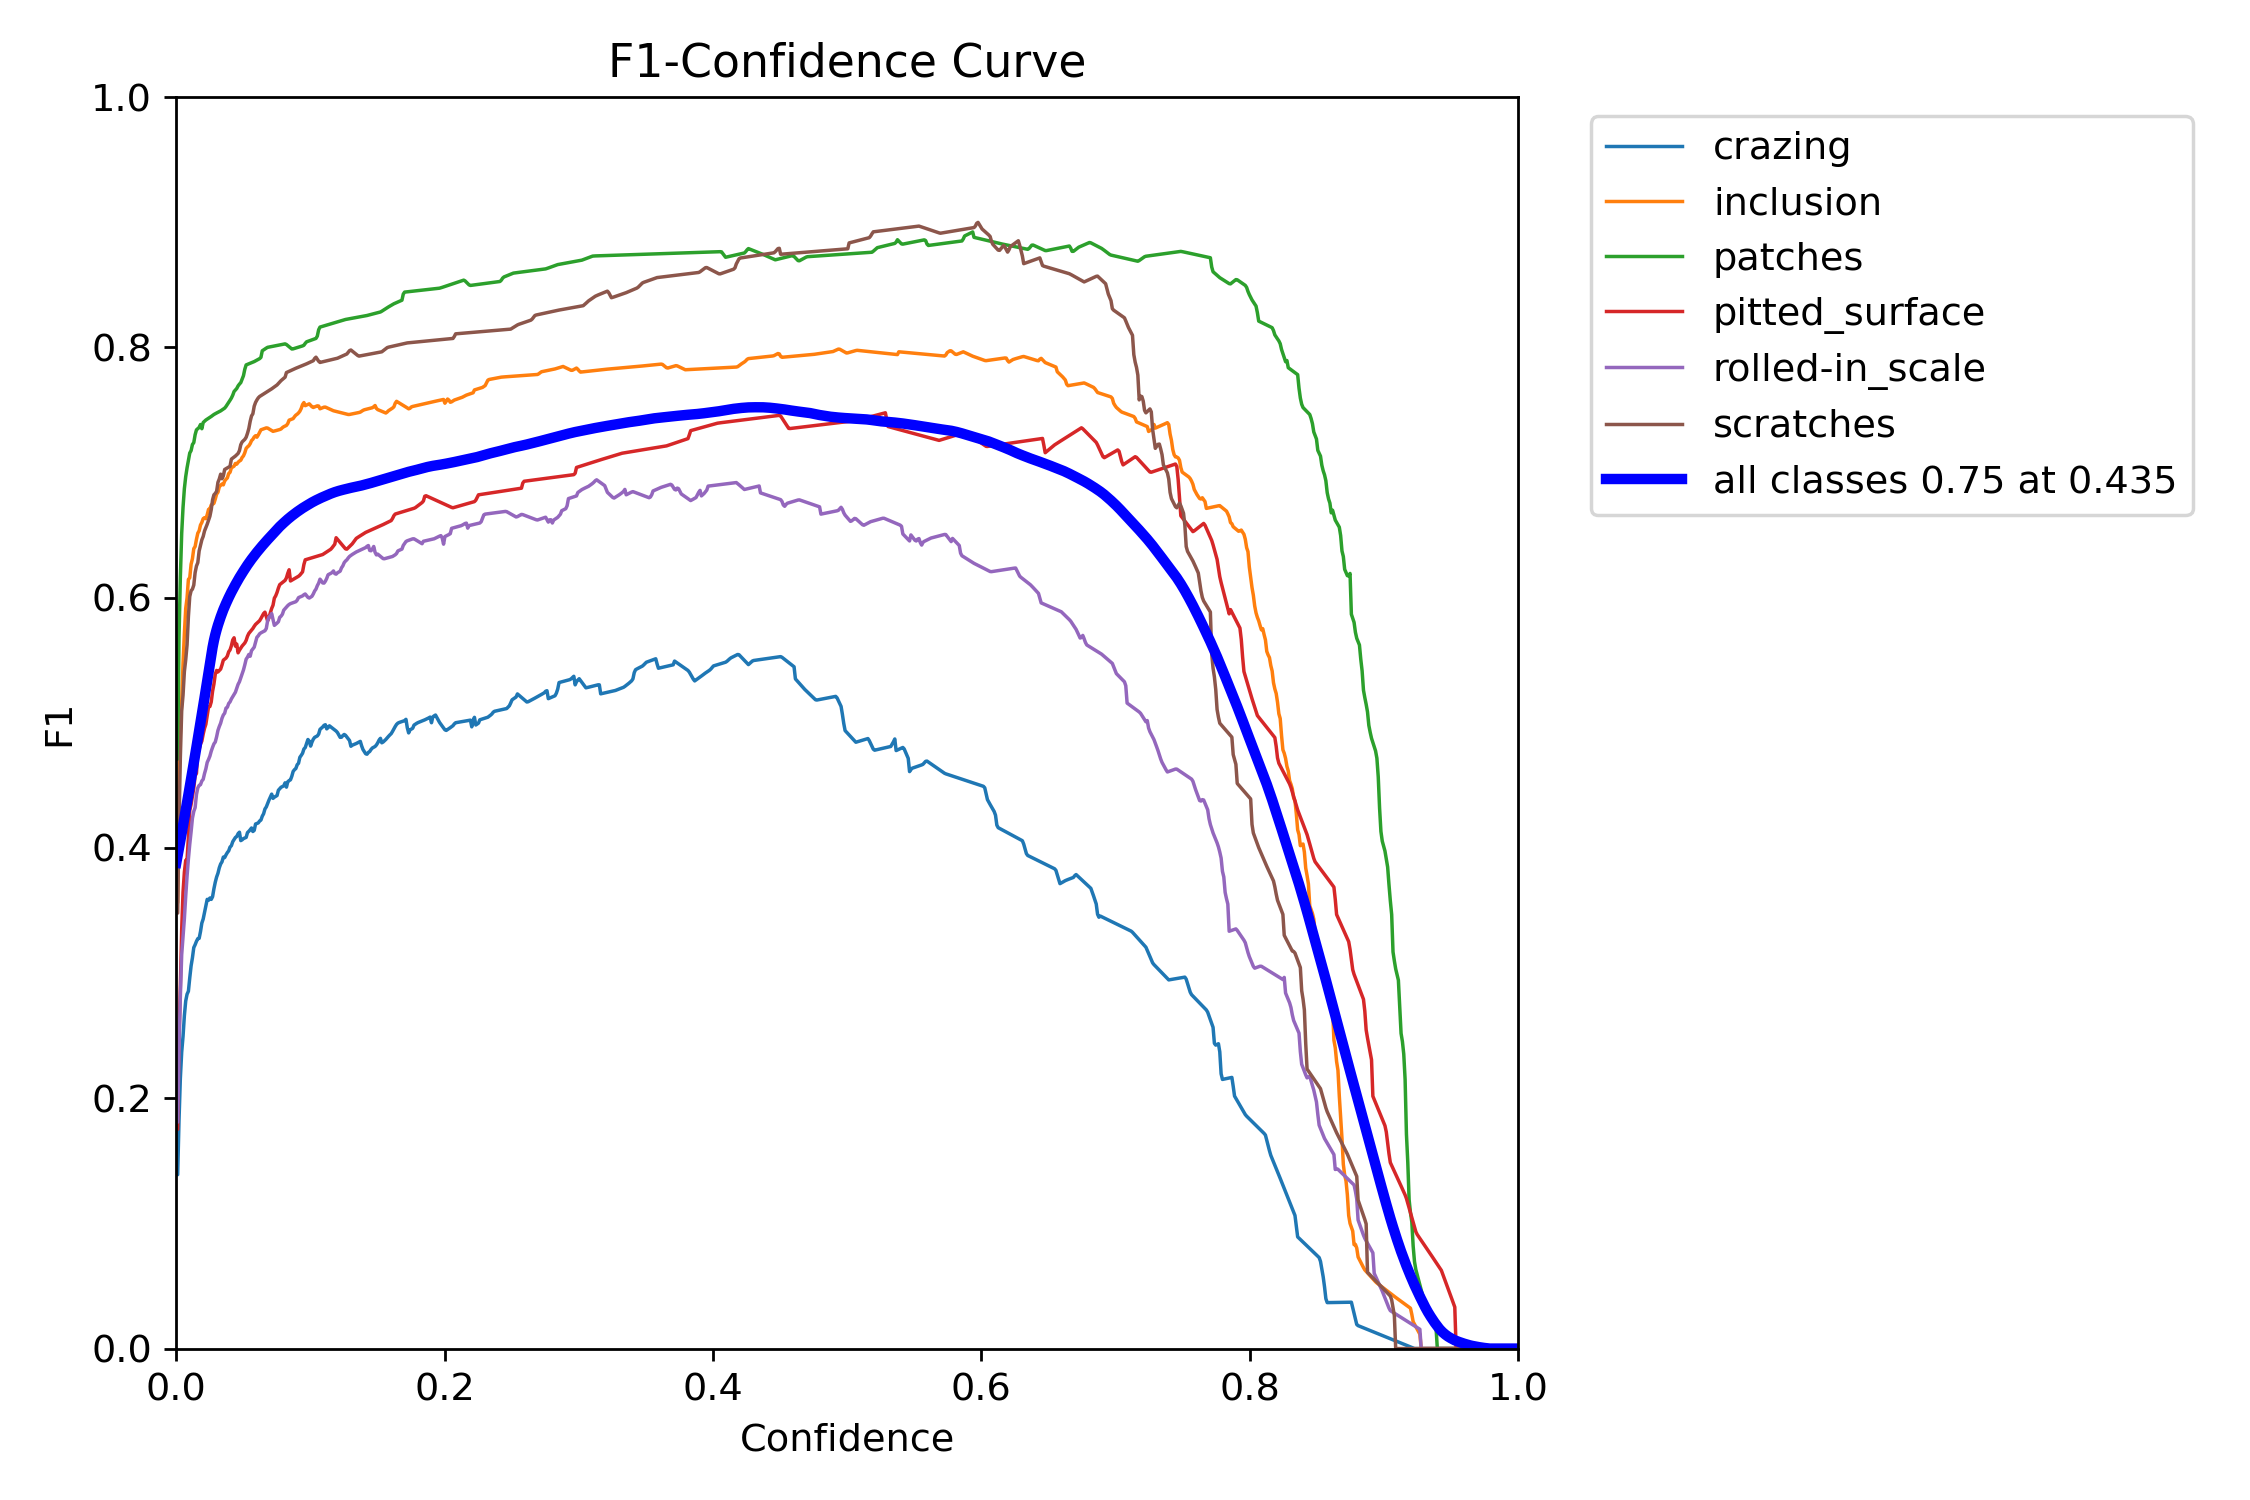 F1-Confidence Curve
1.0
0.8
0.6
0.4
0.2
0.0
F1
0.0 0.2 0.4 0.6 0.8 1.0
Confidence
crazing
inclusion
patches
pitted_surface
rolled-in_scale
scratches
all classes 0.75 at 0.435